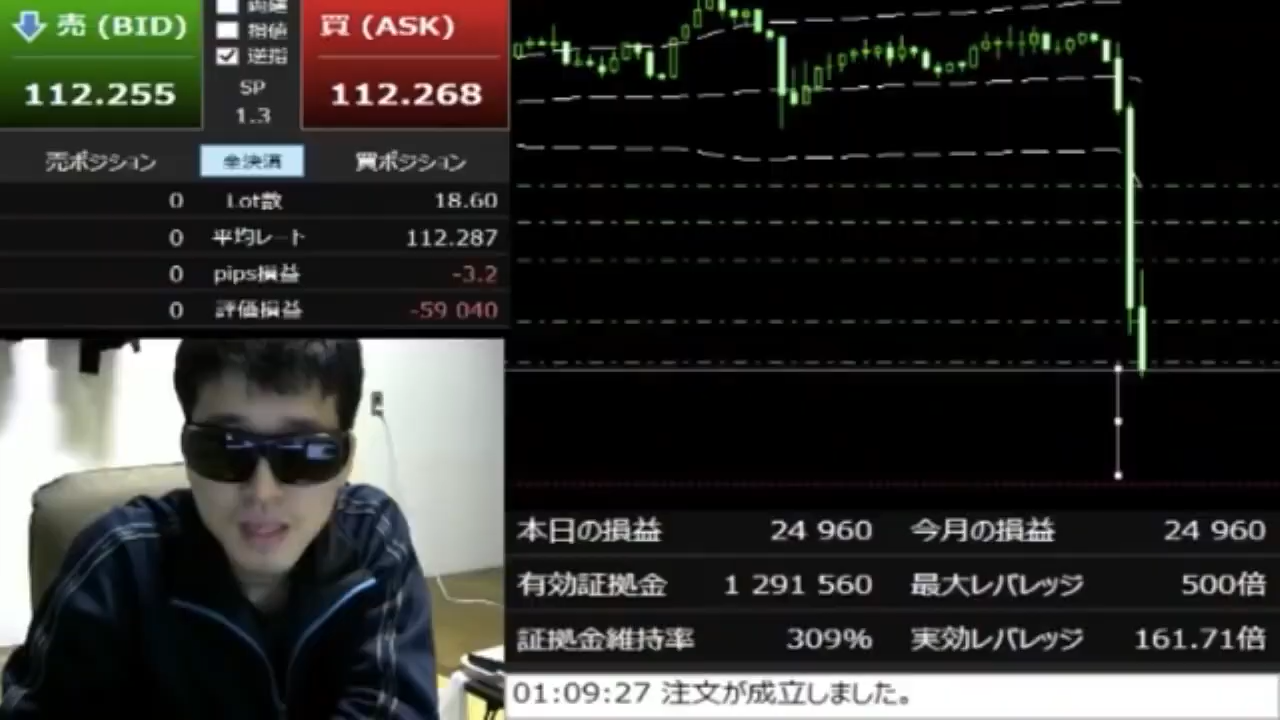 売 (BID)
112.255
指値
逆指
SP
1.3
買 (ASK)
112.268
売ポジション 全決済 買ポジション
0 Lot数 18.60
0 平均レート 112.287
0 pips損益 -3.2
0 評価損益 -59 040
本日の損益 24 960 今月の損益 24 960
有効証拠金 1 291 560 最大レバレッジ 500倍
証拠金維持率 309% 実効レバレッジ 161.71倍
01:09:27 注文が成立しました。